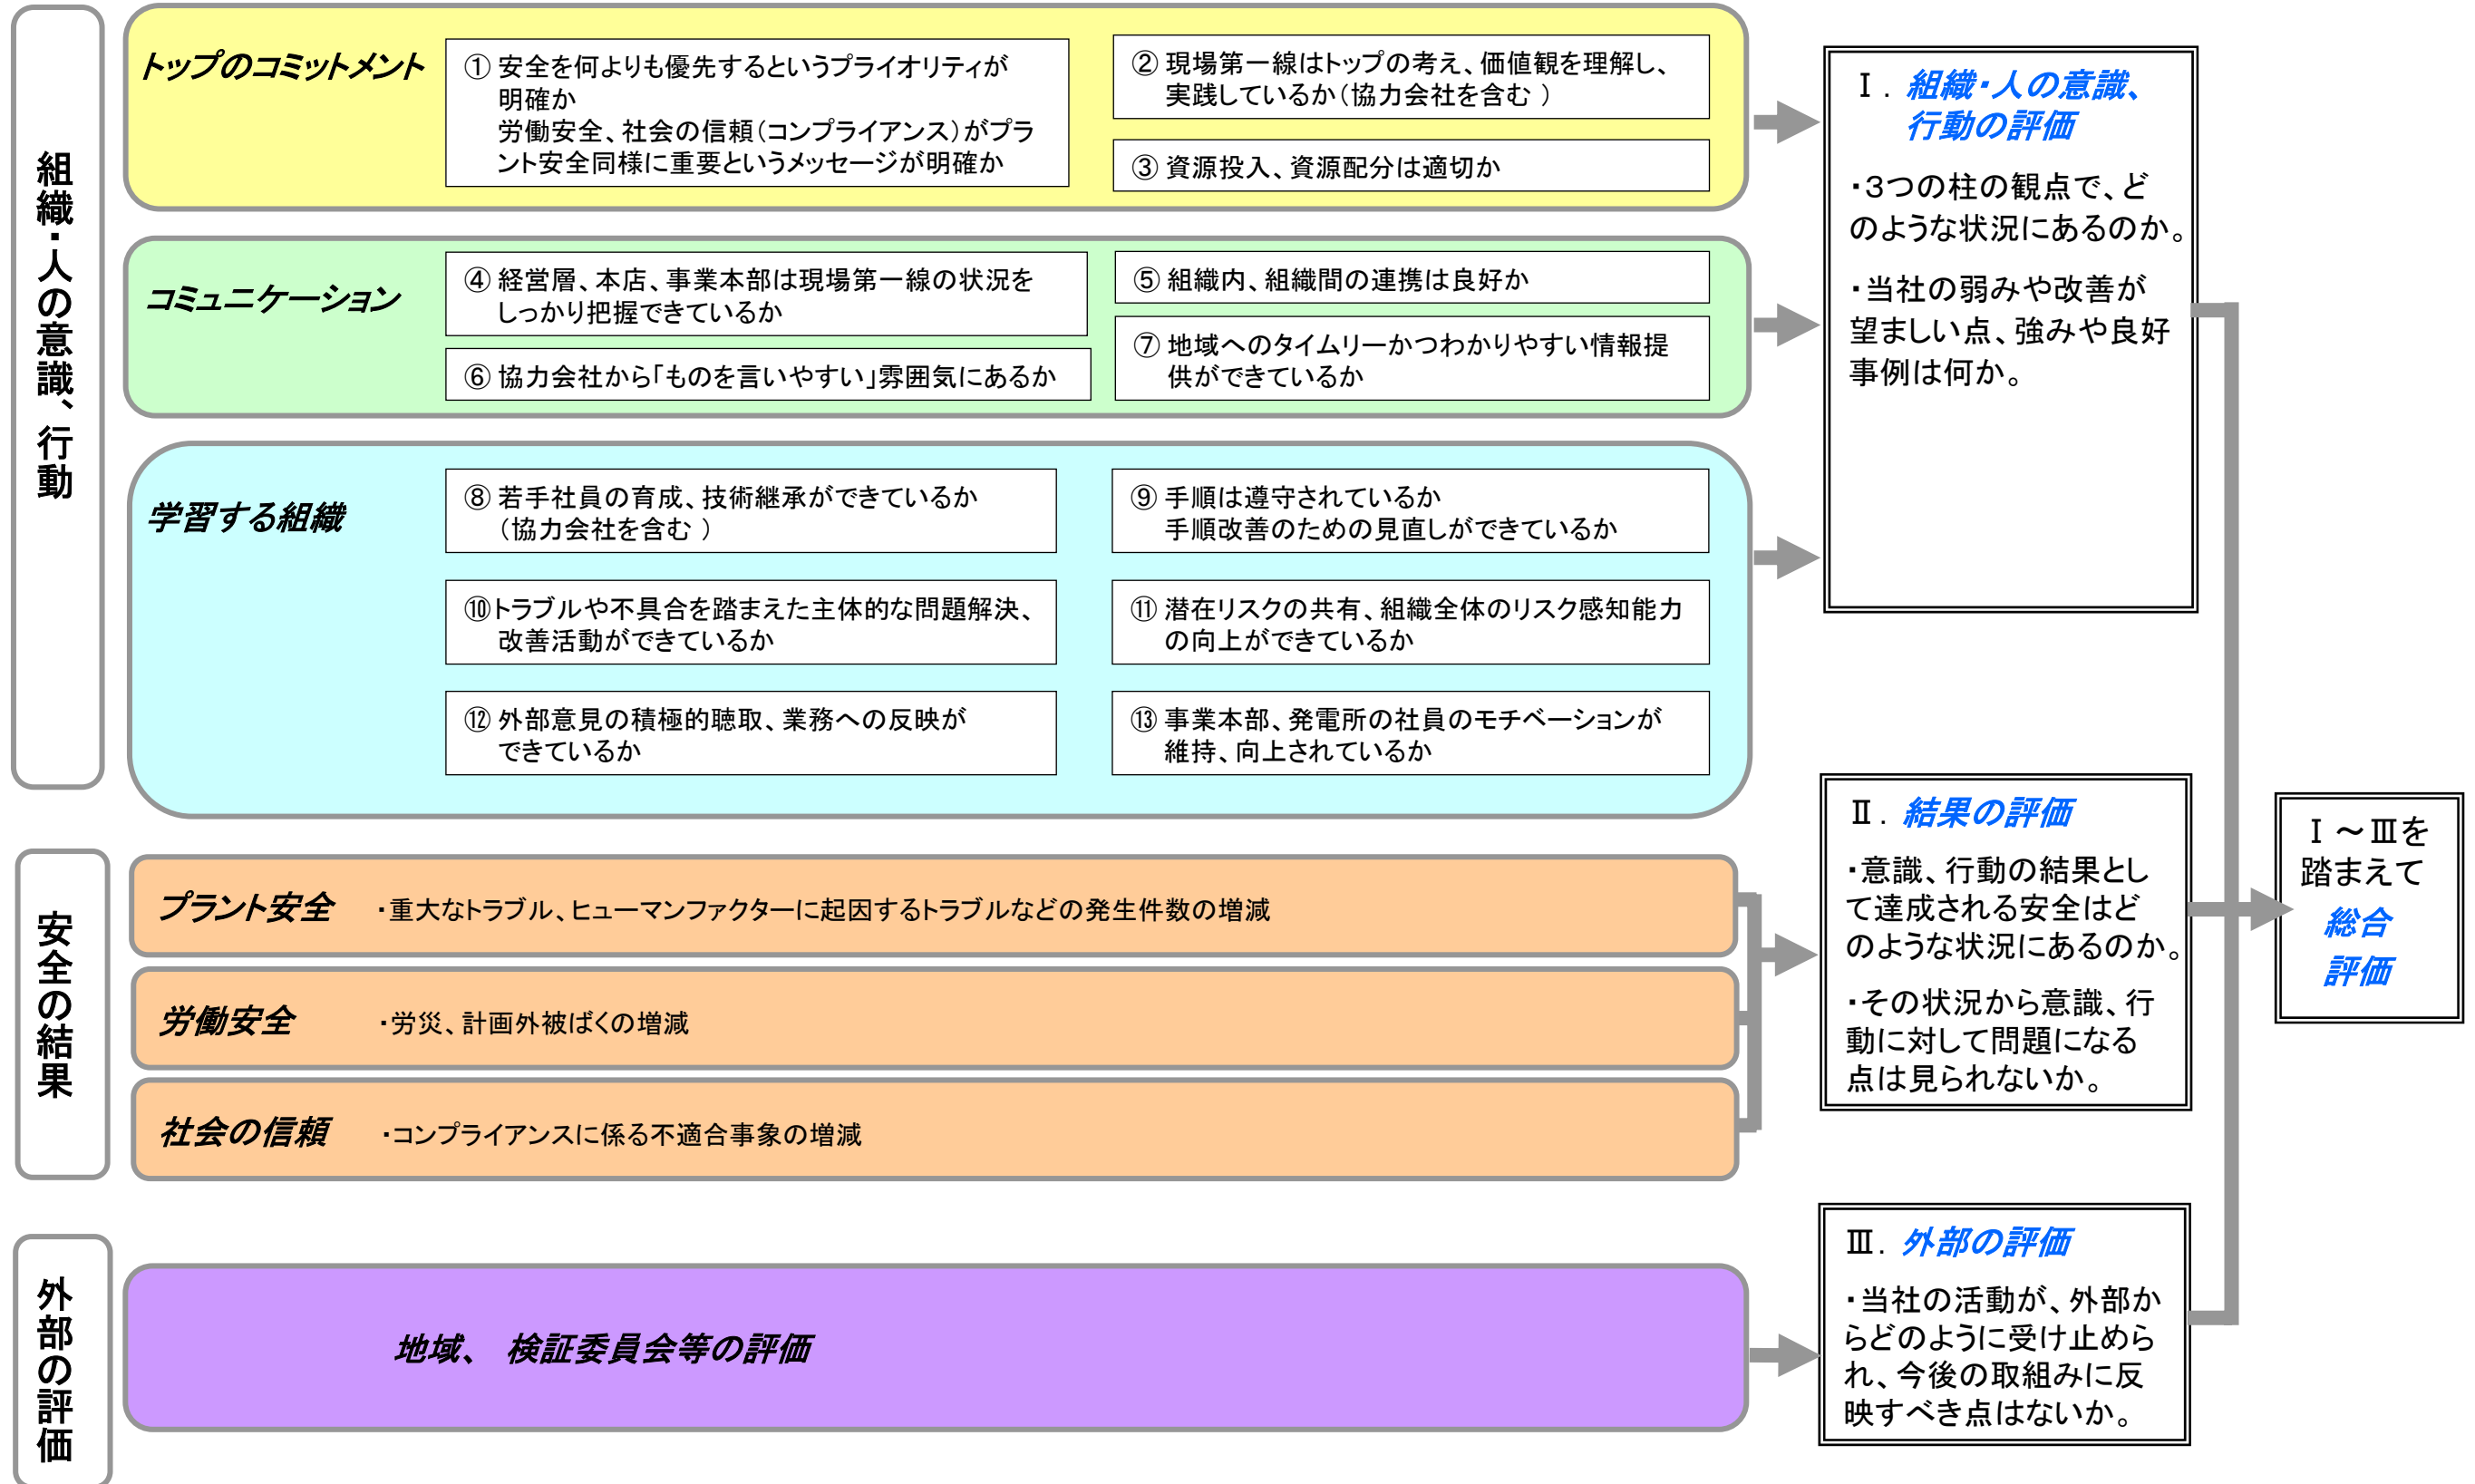 組織・人の意識、行動
トップのコミットメント
① 安全を何よりも優先するというプライオリティが
明確か
労働安全、社会の信頼(コンプライアンス)がプラ
ント安全同様に重要というメッセージが明確か
② 現場第一線はトップの考え、価値観を理解し、
実践しているか(協力会社を含む )
③ 資源投入、資源配分は適切か
コミュニケーション
④ 経営層、本店、事業本部は現場第一線の状況を
しっかり把握できているか
⑤ 組織内、組織間の連携は良好か
⑥ 協力会社から「ものを言いやすい」雰囲気にあるか
⑦ 地域へのタイムリーかつわかりやすい情報提
供ができているか
学習する組織
⑧ 若手社員の育成、技術継承ができているか
(協力会社を含む )
⑨ 手順は遵守されているか
手順改善のための見直しができているか
⑩トラブルや不具合を踏まえた主体的な問題解決、
改善活動ができているか
⑪ 潜在リスクの共有、組織全体のリスク感知能力
の向上ができているか
⑫ 外部意見の積極的聴取、業務への反映が
できているか
⑬ 事業本部、発電所の社員のモチベーションが
維持、向上されているか
Ⅰ. 組織・人の意識、
行動の評価
・3つの柱の観点で、ど
のような状況にあるのか。
・当社の弱みや改善が
望ましい点、強みや良好
事例は何か。
安全の結果
プラント安全
・重大なトラブル、ヒューマンファクターに起因するトラブルなどの発生件数の増減
労働安全
・労災、計画外被ばくの増減
社会の信頼
・コンプライアンスに係る不適合事象の増減
Ⅱ. 結果の評価
・意識、行動の結果とし
て達成される安全はど
のような状況にあるのか。
・その状況から意識、行
動に対して問題になる
点は見られないか。
外部の評価
地域、 検証委員会等の評価
Ⅲ. 外部の評価
・当社の活動が、外部か
らどのように受け止めら
れ、今後の取組みに反
映すべき点はないか。
Ⅰ～Ⅲを
踏まえて
総合
評価